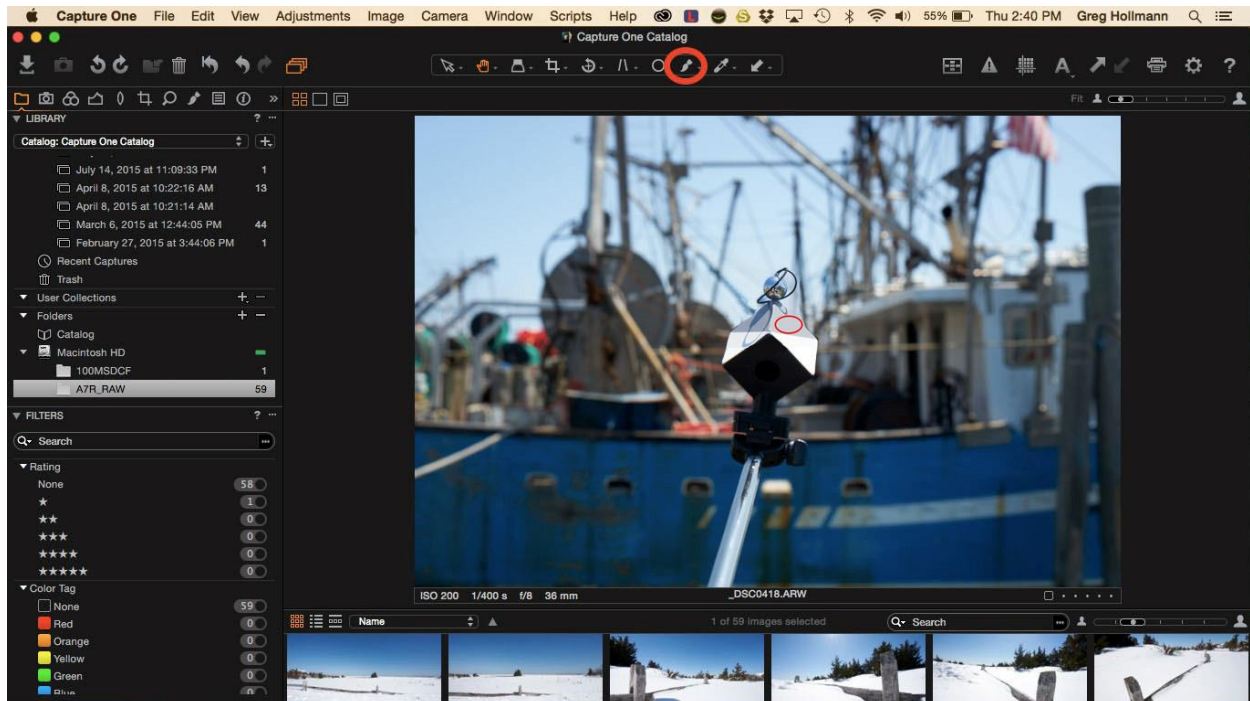 Capture One File Edit View Adjustments Image Camera Window Scripts Help 55% Thu 2:40 PM Greg Hollmann
Capture One Catalog
Fit
LIBRARY ?
Catalog: Capture One Catalog
July 14, 2015 at 11:09:33 PM 1
April 8, 2015 at 10:22:16 AM 13
April 8, 2015 at 10:21:14 AM
March 6, 2015 at 12:44:05 PM 44
February 27, 2015 at 3:44:06 PM 1
Recent Captures
Trash
User Collections
Folders
Catalog
Macintosh HD
100MSDCF 1
A7R_RAW 59
FILTERS ?
Search
Rating
None 58
★ 1
★★ 0
★★★ 0
★★★★ 0
★★★★★ 0
Color Tag
None 59
Red 0
Orange 0
Yellow 0
Green 0
Blue 0
ISO 200 1/400 s f/8 36 mm _DSC0418.ARW
Name 1 of 59 images selected Search